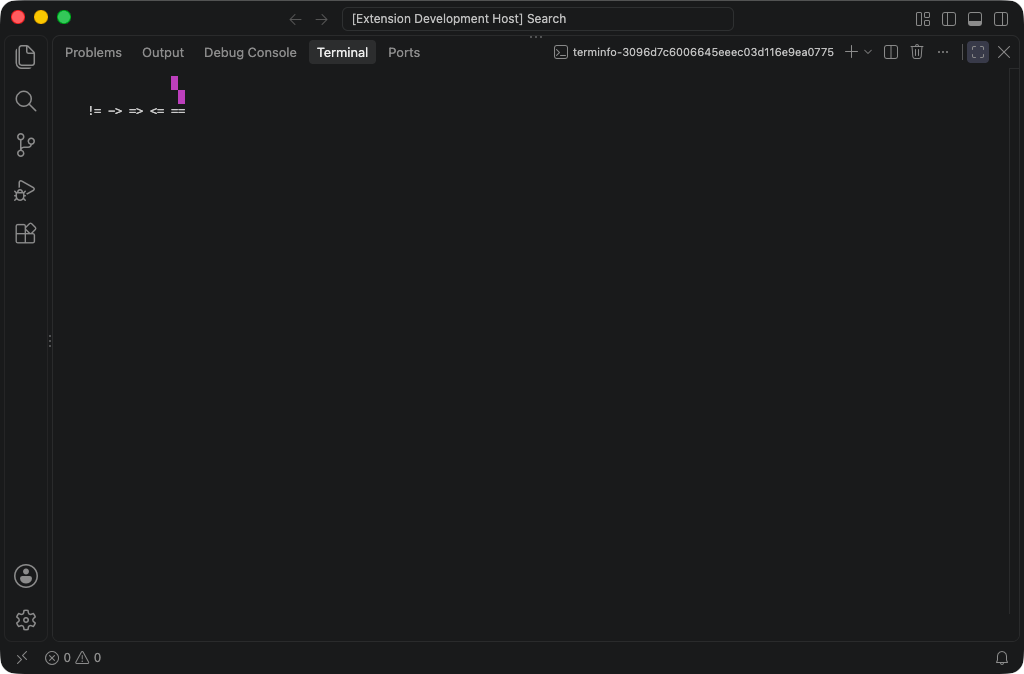 [Extension Development Host] Search
Problems Output Debug Console Terminal Ports terminfo-3096d7c6006645eeec03d116e9ea0775
!= -> => <= ==
0 0